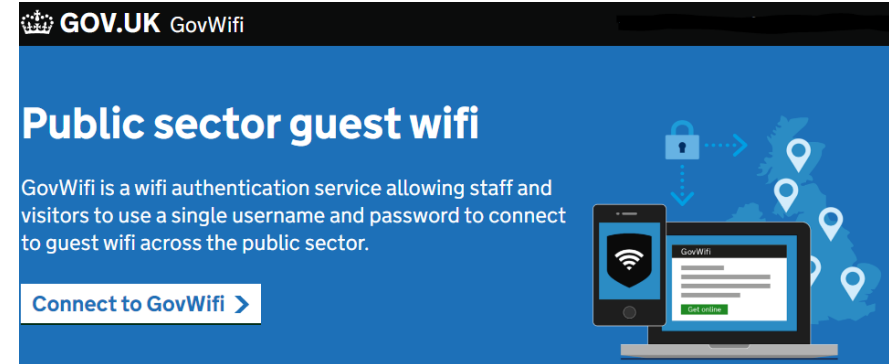 GOV.UK GovWifi
Public sector guest wifi
GovWifi is a wifi authentication service allowing staff and
visitors to use a single username and password to connect
to guest wifi across the public sector.
Connect to GovWifi
GovWifi
Get online